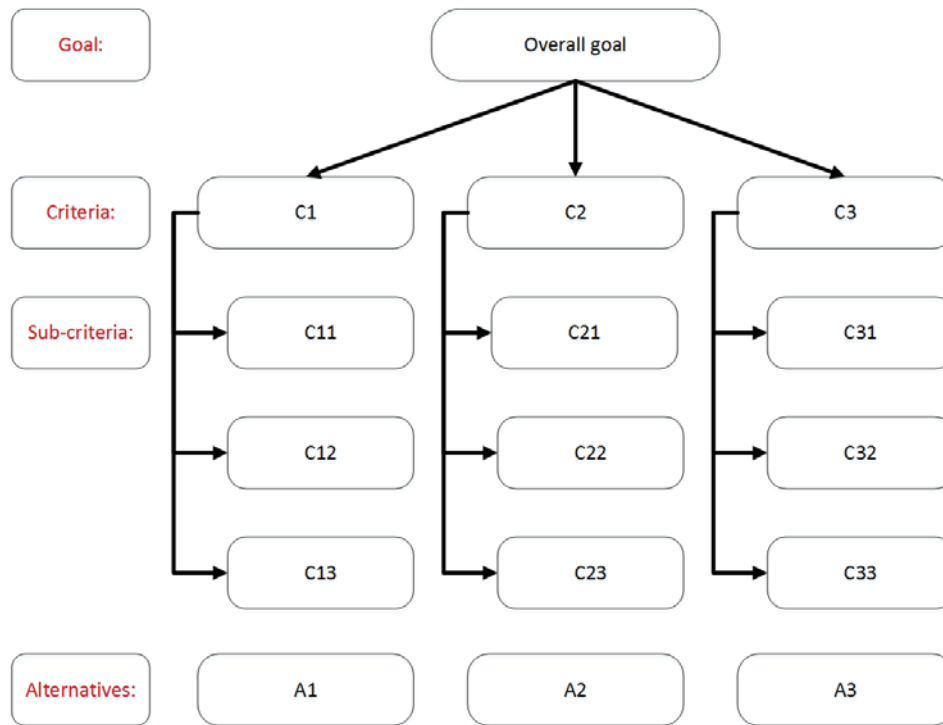 Goal:
Overall goal
Criteria:
C1
C2
C3
Sub-criteria:
C11
C21
C31
C12
C22
C32
C13
C23
C33
Alternatives:
A1
A2
A3